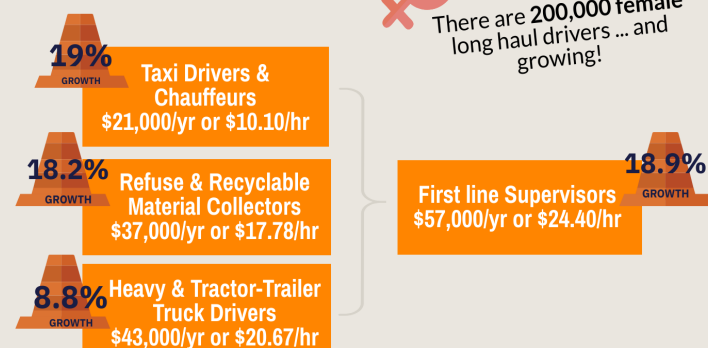 There are 200,000 female
long haul drivers ... and
growing!
19%
GROWTH
Taxi Drivers &
Chauffeurs
$21,000/yr or $10.10/hr
18.2%
GROWTH
Refuse & Recyclable
Material Collectors
$37,000/yr or $17.78/hr
8.8%
GROWTH
Heavy & Tractor-Trailer
Truck Drivers
$43,000/yr or $20.67/hr
18.9%
GROWTH
First line Supervisors
$57,000/yr or $24.40/hr